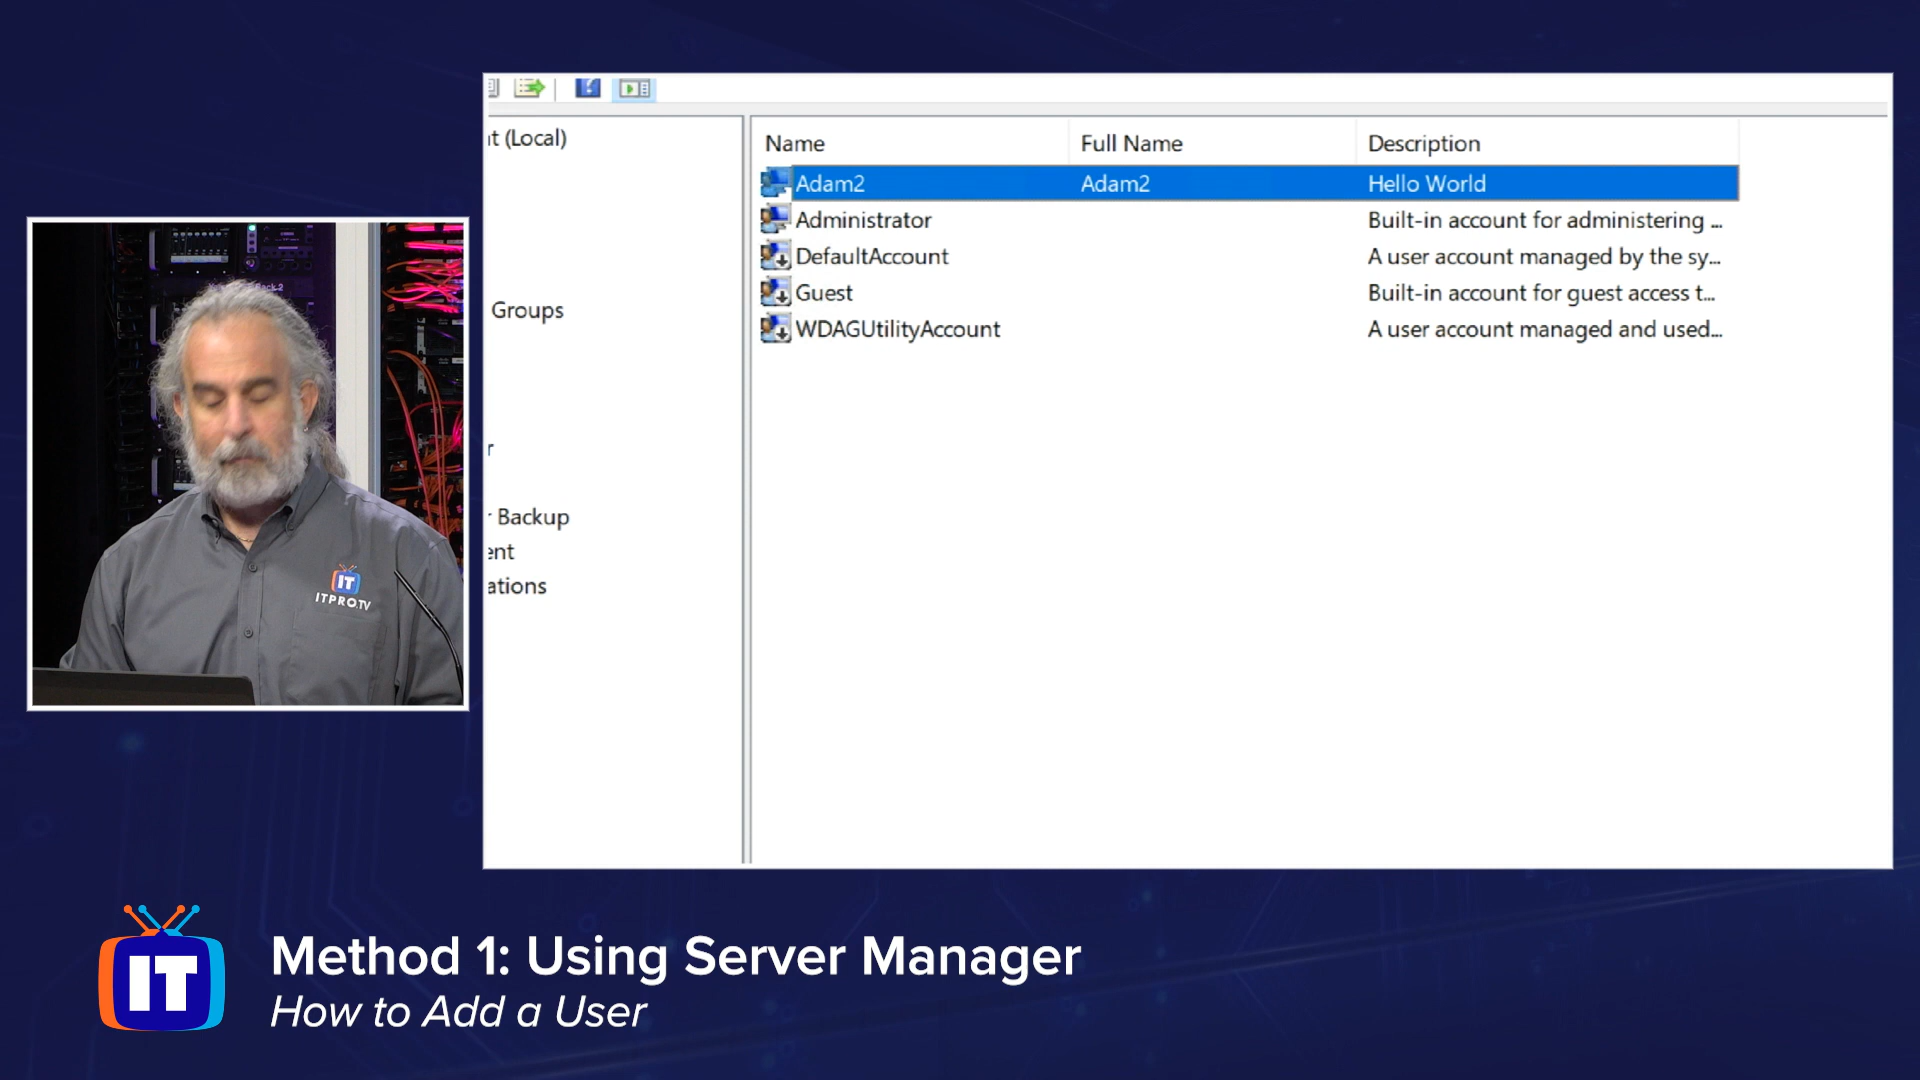 nt (Local)
Groups
r
r Backup
ent
ations
Name Full Name Description
Adam2 Adam2 Hello World
Administrator Built-in account for administering ...
DefaultAccount A user account managed by the sy...
Guest Built-in account for guest access t...
WDAGUtilityAccount A user account managed and used...
IT
ITPRO.TV
IT
Method 1: Using Server Manager
How to Add a User